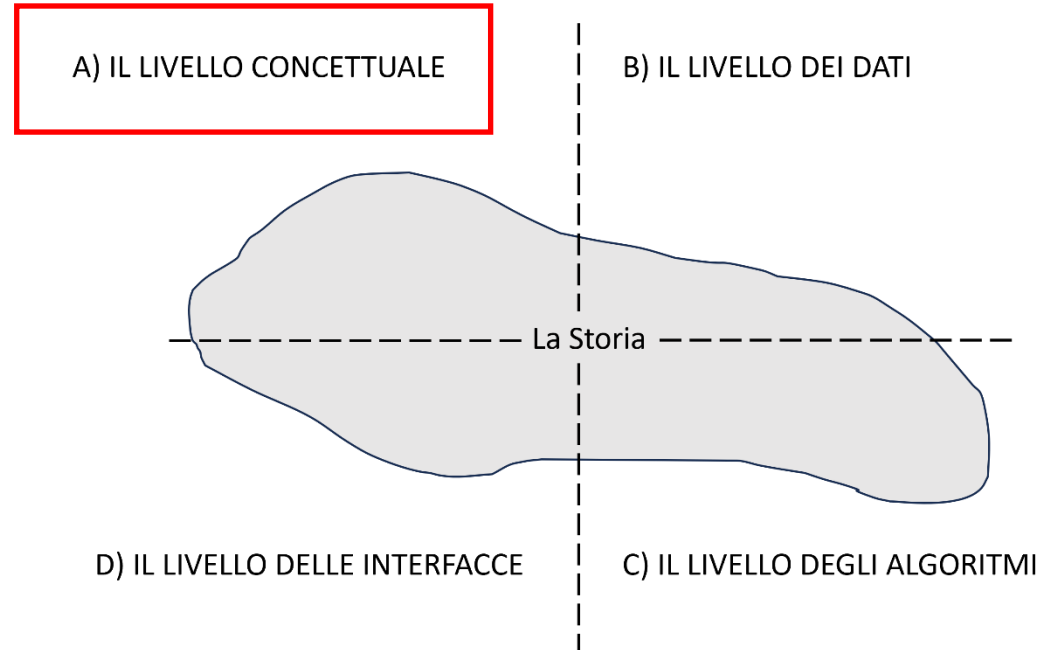 A) IL LIVELLO CONCETTUALE
B) IL LIVELLO DEI DATI
La Storia
D) IL LIVELLO DELLE INTERFACCE
C) IL LIVELLO DEGLI ALGORITMI